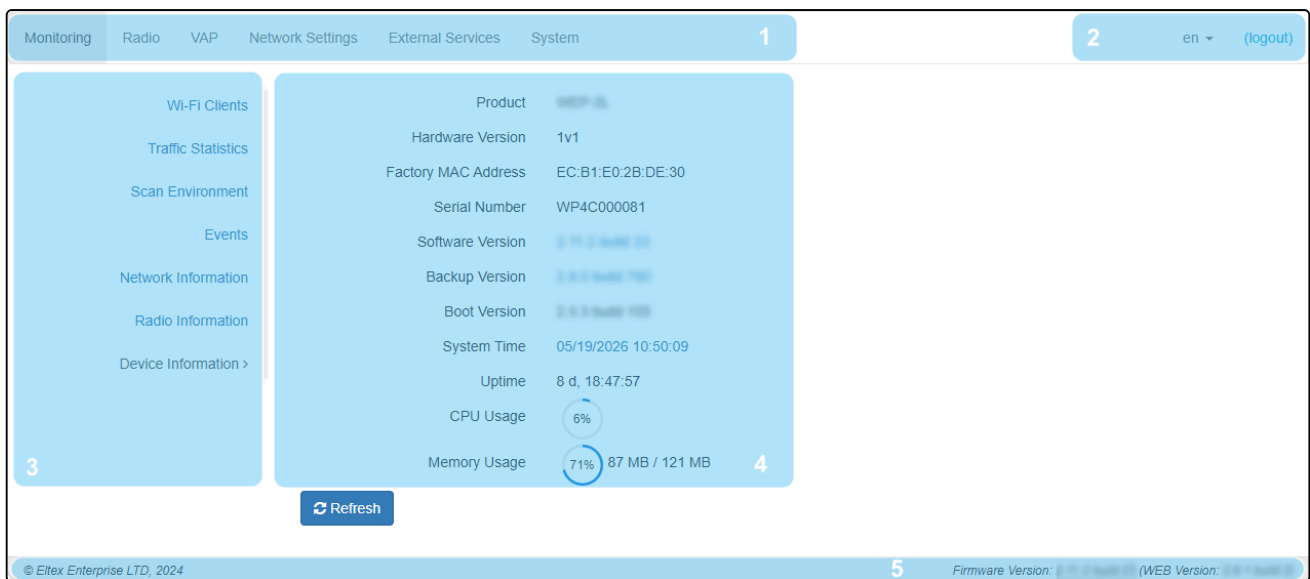 Monitoring Radio VAP Network Settings External Services System 1 2 en (logout)
Wi-Fi Clients
Traffic Statistics
Scan Environment
Events
Network Information
Radio Information
Device Information >
3
Product
Hardware Version 1v1
Factory MAC Address EC:B1:E0:2B:DE:30
Serial Number WP4C000081
Software Version
Backup Version
Boot Version
System Time 05/19/2026 10:50:09
Uptime 8 d, 18:47:57
CPU Usage 6%
Memory Usage 71% 87 MB / 121 MB
4
Refresh
© Eltex Enterprise LTD, 2024 5 Firmware Version: (WEB Version: